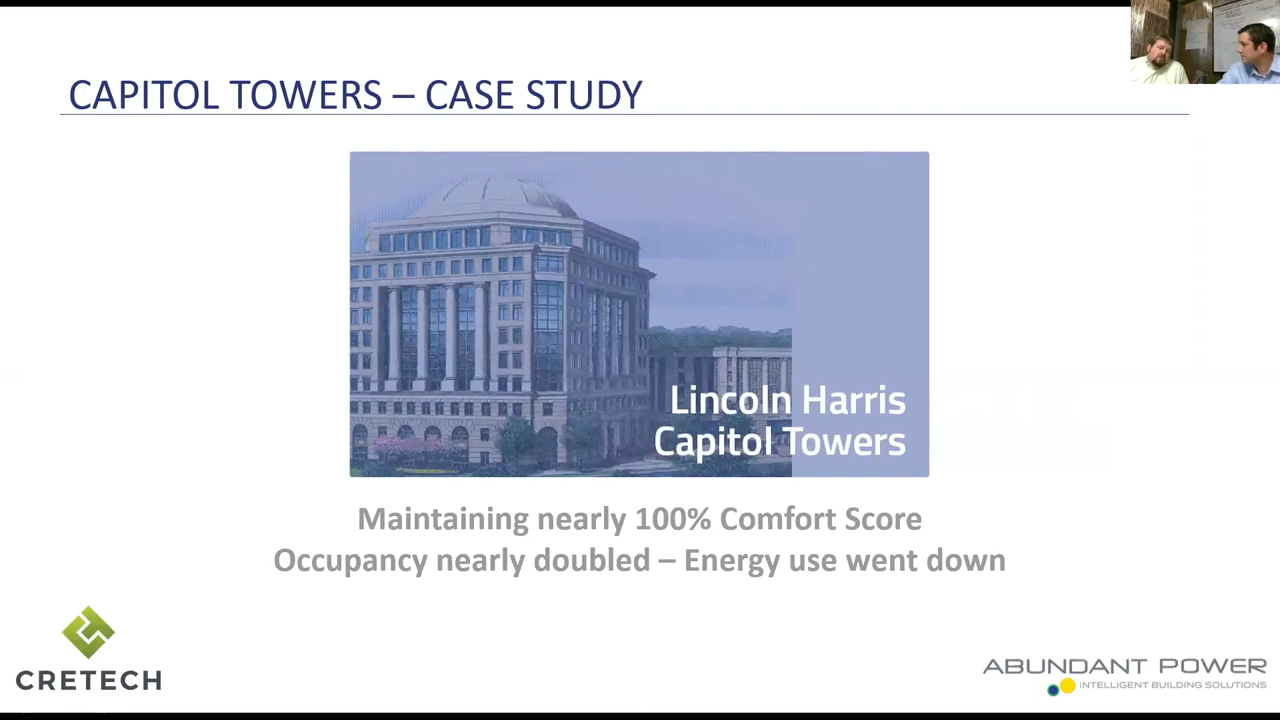 CAPITOL TOWERS – CASE STUDY
Lincoln Harris
Capitol Towers
Maintaining nearly 100% Comfort Score
Occupancy nearly doubled – Energy use went down
CRETECH
ABUNDANT POWER
INTELLIGENT BUILDING SOLUTIONS